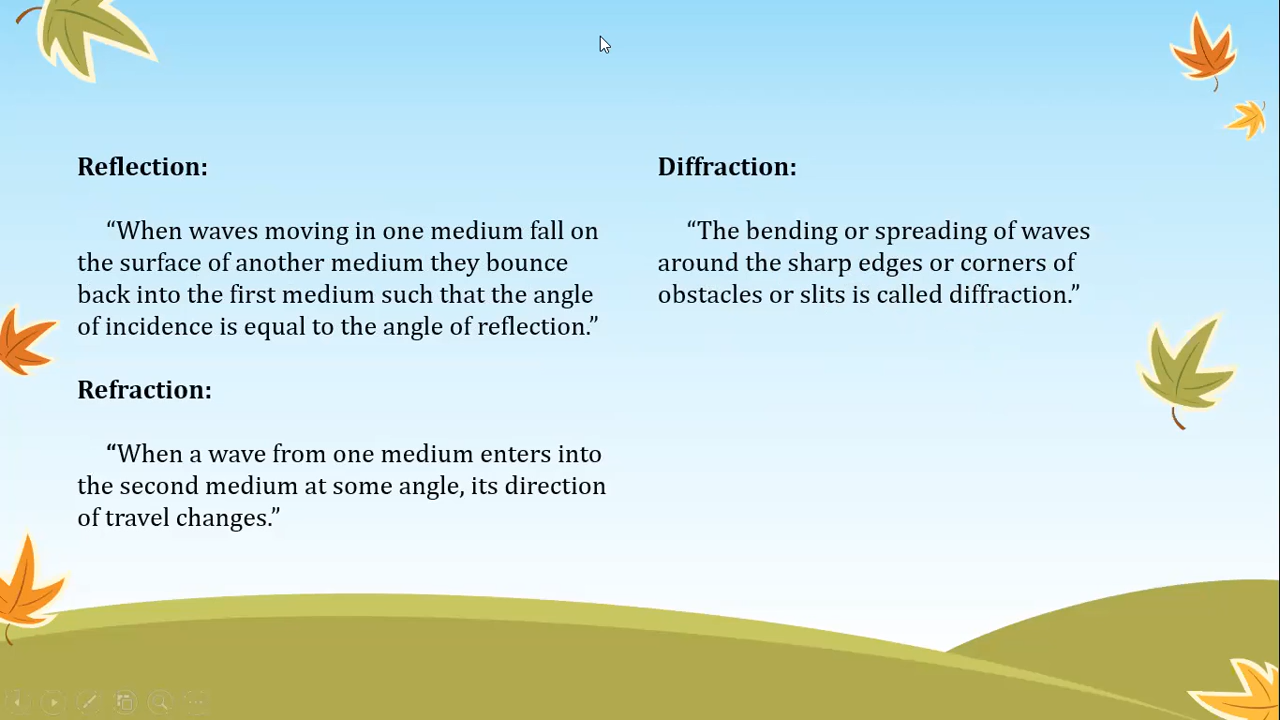 Reflection:
“When waves moving in one medium fall on
the surface of another medium they bounce
back into the first medium such that the angle
of incidence is equal to the angle of reflection.”
Refraction:
“When a wave from one medium enters into
the second medium at some angle, its direction
of travel changes.”
Diffraction:
“The bending or spreading of waves
around the sharp edges or corners of
obstacles or slits is called diffraction.”